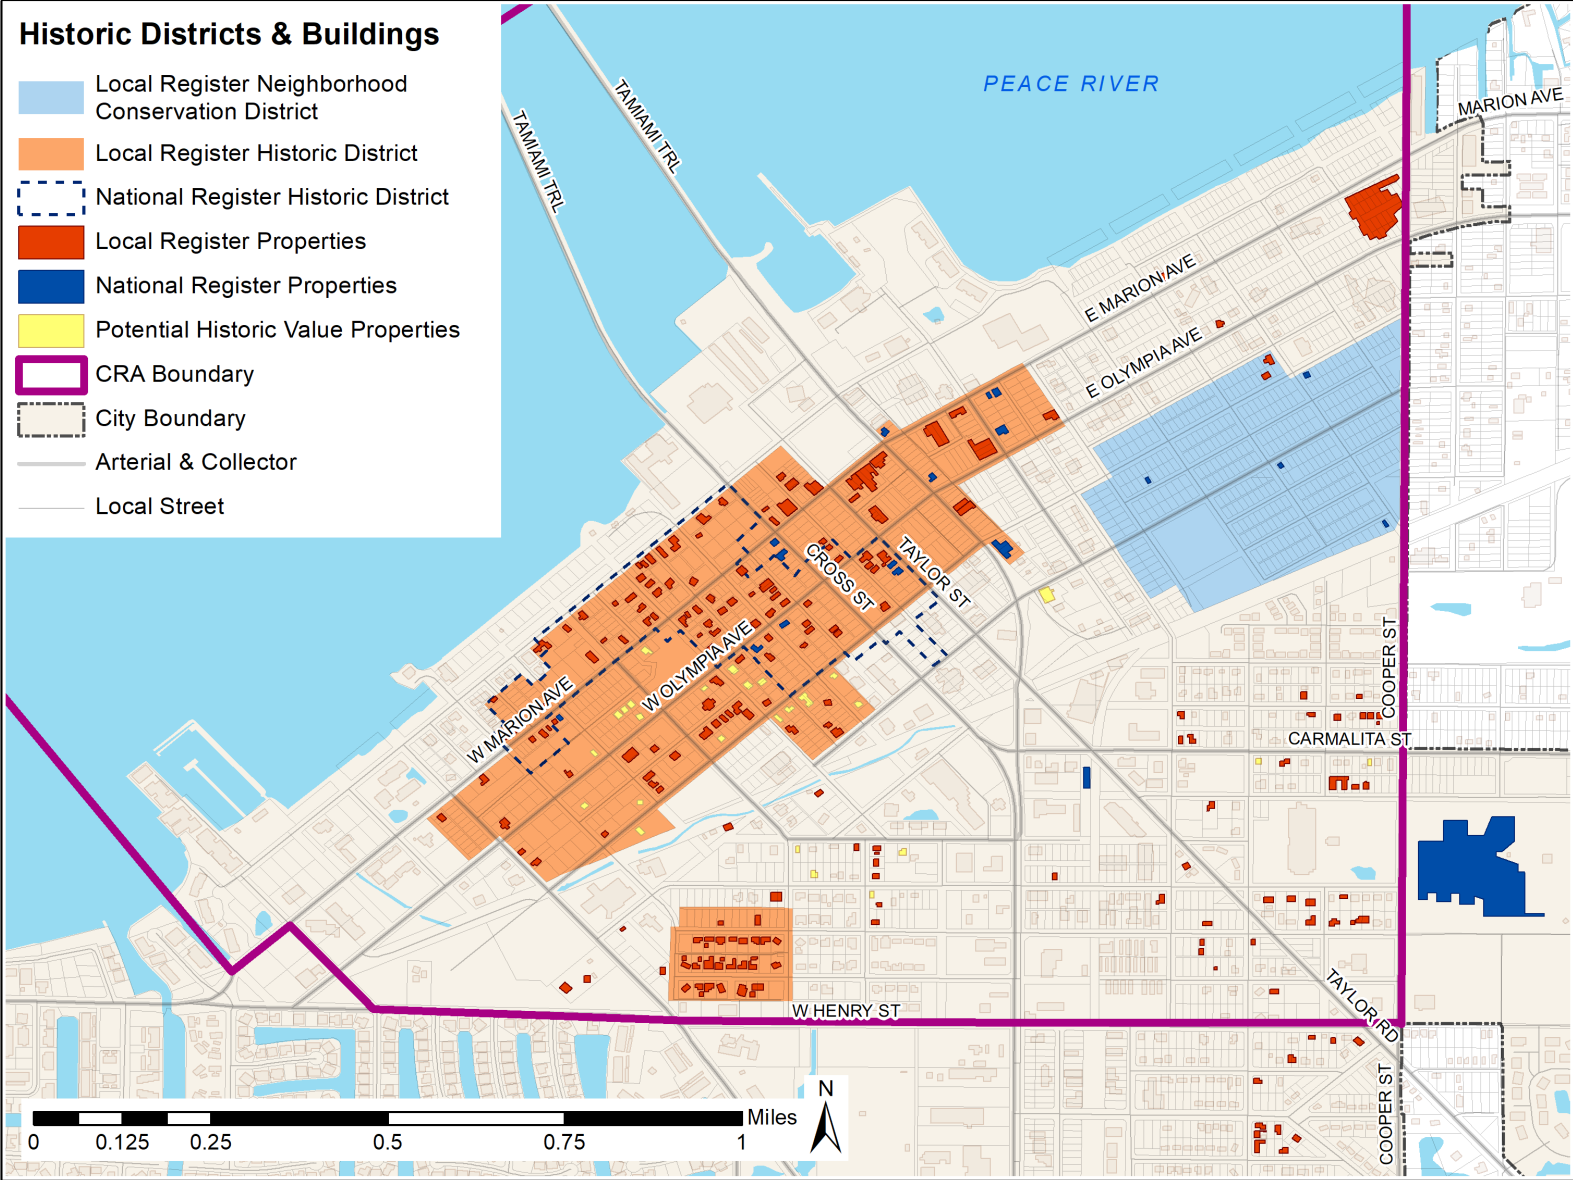 Historic Districts & Buildings
Local Register Neighborhood
Conservation District
Local Register Historic District
National Register Historic District
Local Register Properties
National Register Properties
Potential Historic Value Properties
CRA Boundary
City Boundary
Arterial & Collector
Local Street
PEACE RIVER
TAMIAMI TRL
TAMIAMI TRL
MARION AVE
E MARION AVE
E OLYMPIA AVE
CROSS ST
TAYLOR ST
W OLYMPIA AVE
W MARION AVE
COOPER ST
CARMALITA ST
W HENRY ST
TAYLOR RD
COOPER ST
N
Miles
0 0.125 0.25 0.5 0.75 1